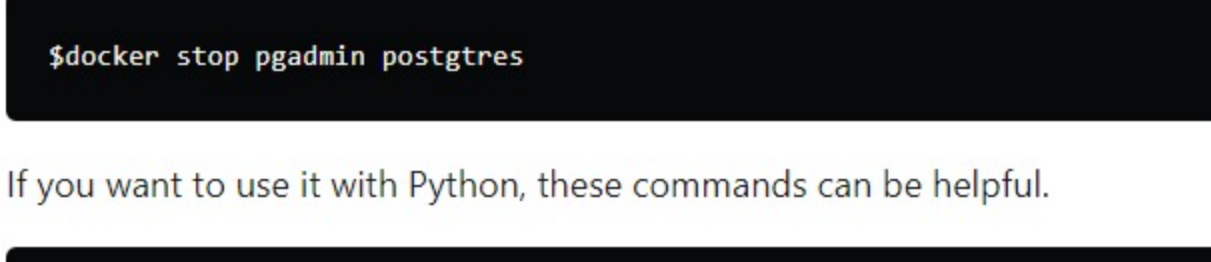 $docker stop pgadmin postgtres
If you want to use it with Python, these commands can be helpful.